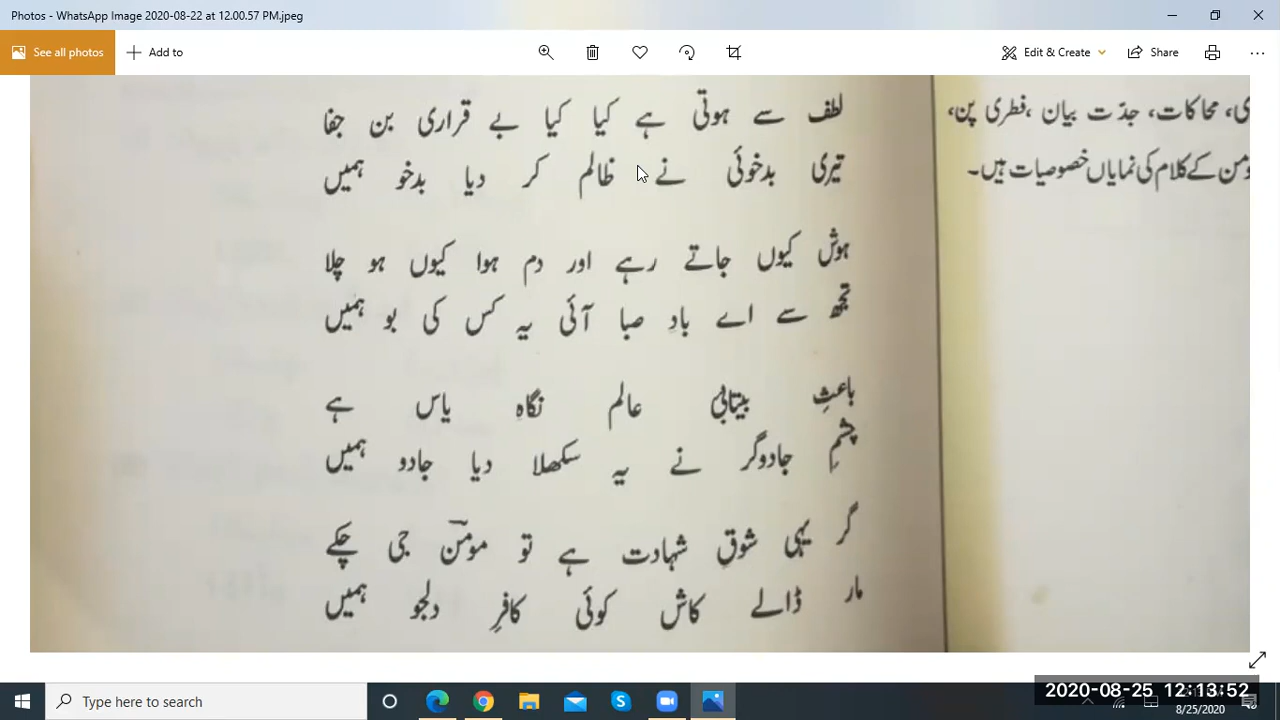 Photos - WhatsApp Image 2020-08-22 at 12.00.57 PM.jpeg
See all photos
Add to
Edit & Create
Share
ی، محاکات، جدّت بیان ،فطری پن،
ومن کے کلام کی نمایاں خصوصیات ہیں۔
لطف سے ہوتی ہے کیا کیا بے قراری بن جفا
تیری بدخوئی نے ظالم کر دیا بدخو ہمیں
ہوش کیوں جاتے رہے اور دم ہوا کیوں ہو چلا
تجھ سے اے بادِ صبا آئی یہ کس کی بو ہمیں
باعثِ بیتابیٔ عالم نگاہِ یاس ہے
چشمِ جادوگر نے یہ سکھلا دیا جادو ہمیں
گر یہی شوقِ شہادت ہے تو مومنؔ جی چکے
مار ڈالے کاش کوئی کافرِ دلجو ہمیں
Type here to search
2020-08-25 12:13:52
8/25/2020